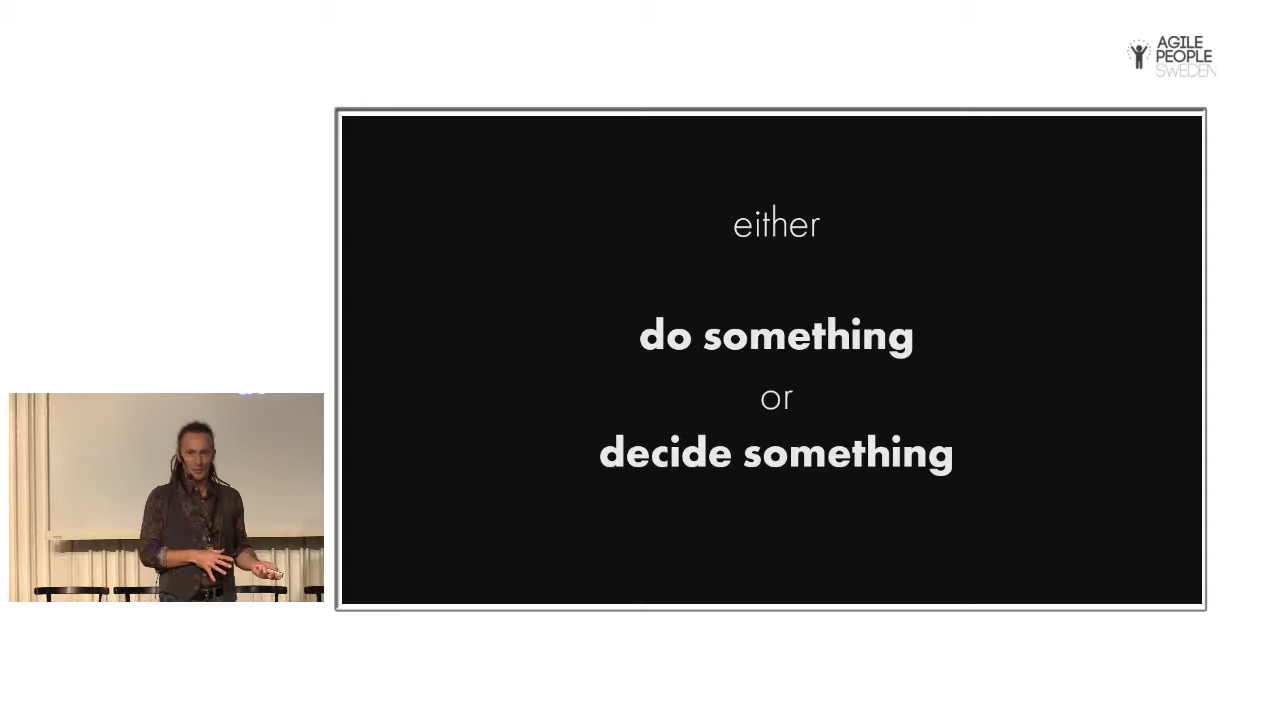 AGILE
PEOPLE
SWEDEN
either
do something
or
decide something